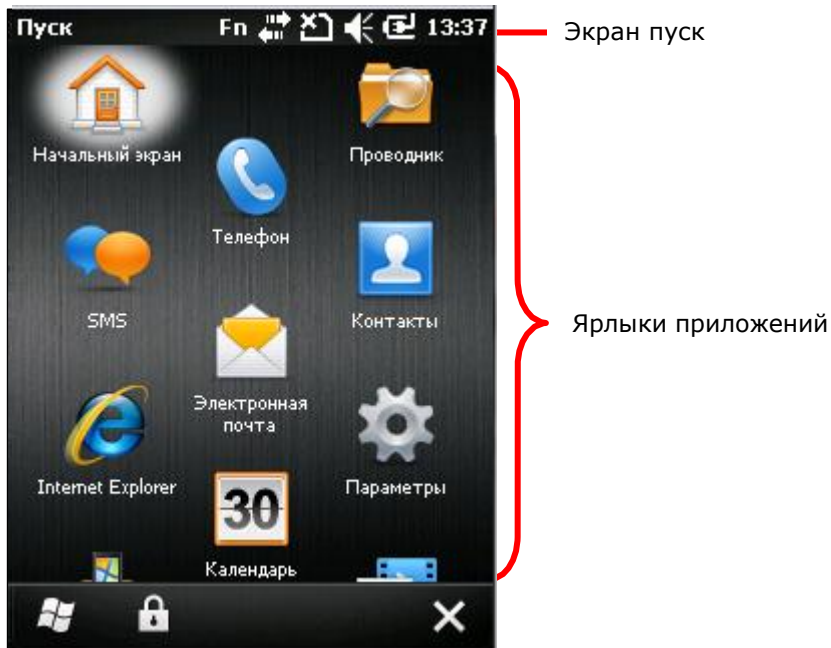 Пуск Fn 13:37
Экран пуск
Начальный экран
Проводник
Телефон
SMS
Контакты
Электронная
почта
Internet Explorer
Параметры
30
Календарь
Ярлыки приложений